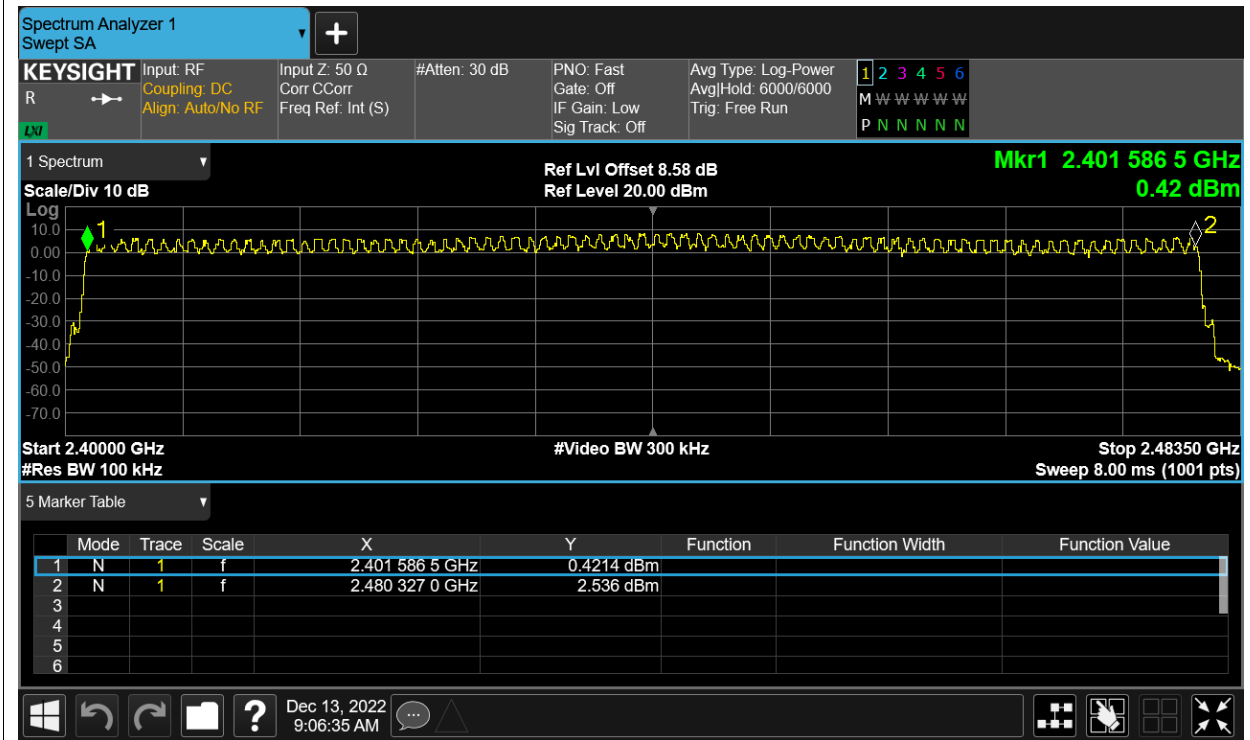 Spectrum Analyzer 1
Swept SA
KEYSIGHT
R
LXI
Input: RF
Coupling: DC
Align: Auto/No RF
Input Z: 50 Ω
Corr CCorr
Freq Ref: Int (S)
#Atten: 30 dB
PNO: Fast
Gate: Off
IF Gain: Low
Sig Track: Off
Avg Type: Log-Power
Avg|Hold: 6000/6000
Trig: Free Run
1 2 3 4 5 6
M W W W W W
P N N N N N
1 Spectrum
Scale/Div 10 dB
Ref Lvl Offset 8.58 dB
Ref Level 20.00 dBm
Mkr1 2.401 586 5 GHz
0.42 dBm
Log
10.0
0.00
-10.0
-20.0
-30.0
-40.0
-50.0
-60.0
-70.0
1
2
Start 2.40000 GHz
#Video BW 300 kHz
Stop 2.48350 GHz
#Res BW 100 kHz
Sweep 8.00 ms (1001 pts)
5 Marker Table
Mode Trace Scale X Y Function Function Width Function Value
1 N 1 f 2.401 586 5 GHz 0.4214 dBm
2 N 1 f 2.480 327 0 GHz 2.536 dBm
3
4
5
6
?
Dec 13, 2022
9:06:35 AM